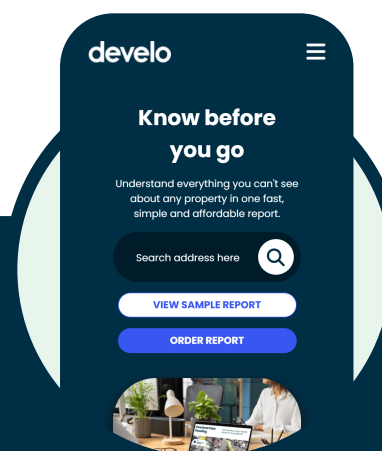 develo
Know before
you go
Understand everything you can't see
about any property in one fast,
simple and affordable report.
Search address here
VIEW SAMPLE REPORT
ORDER REPORT